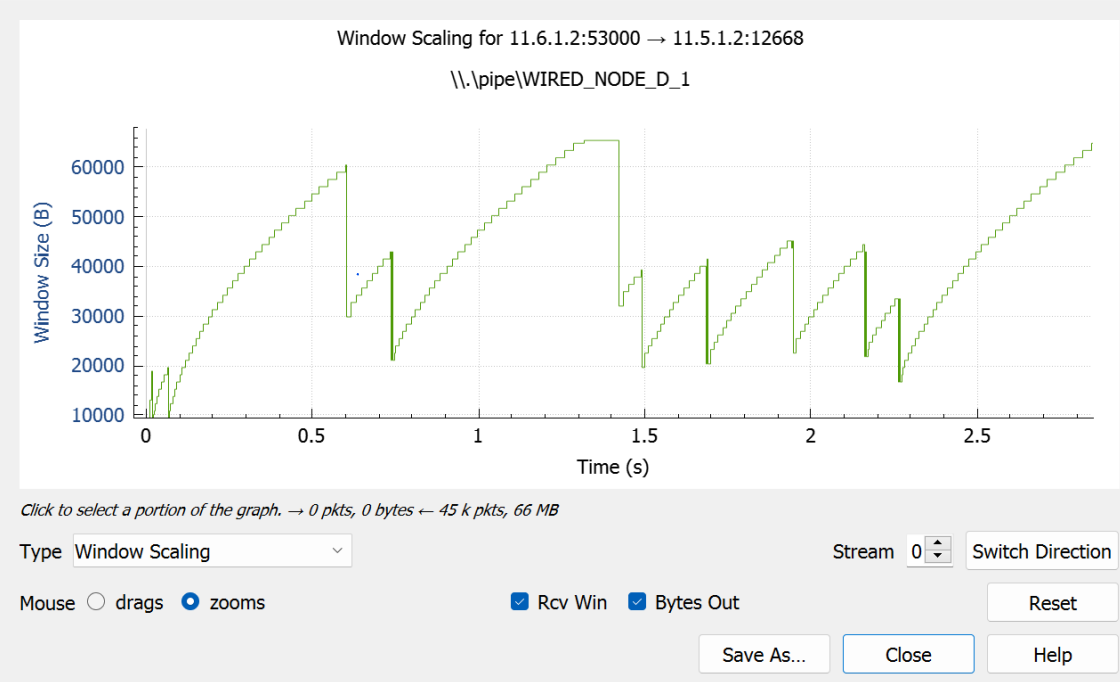 Window Scaling for 11.6.1.2:53000 → 11.5.1.2:12668
\\.\pipe\WIRED_NODE_D_1
Window Size (B)
60000
50000
40000
30000
20000
10000
0 0.5 1 1.5 2 2.5
Time (s)
Click to select a portion of the graph. → 0 pkts, 0 bytes ← 45 k pkts, 66 MB
Type Window Scaling Stream 0 Switch Direction
Mouse drags zooms Rcv Win Bytes Out Reset
Save As... Close Help